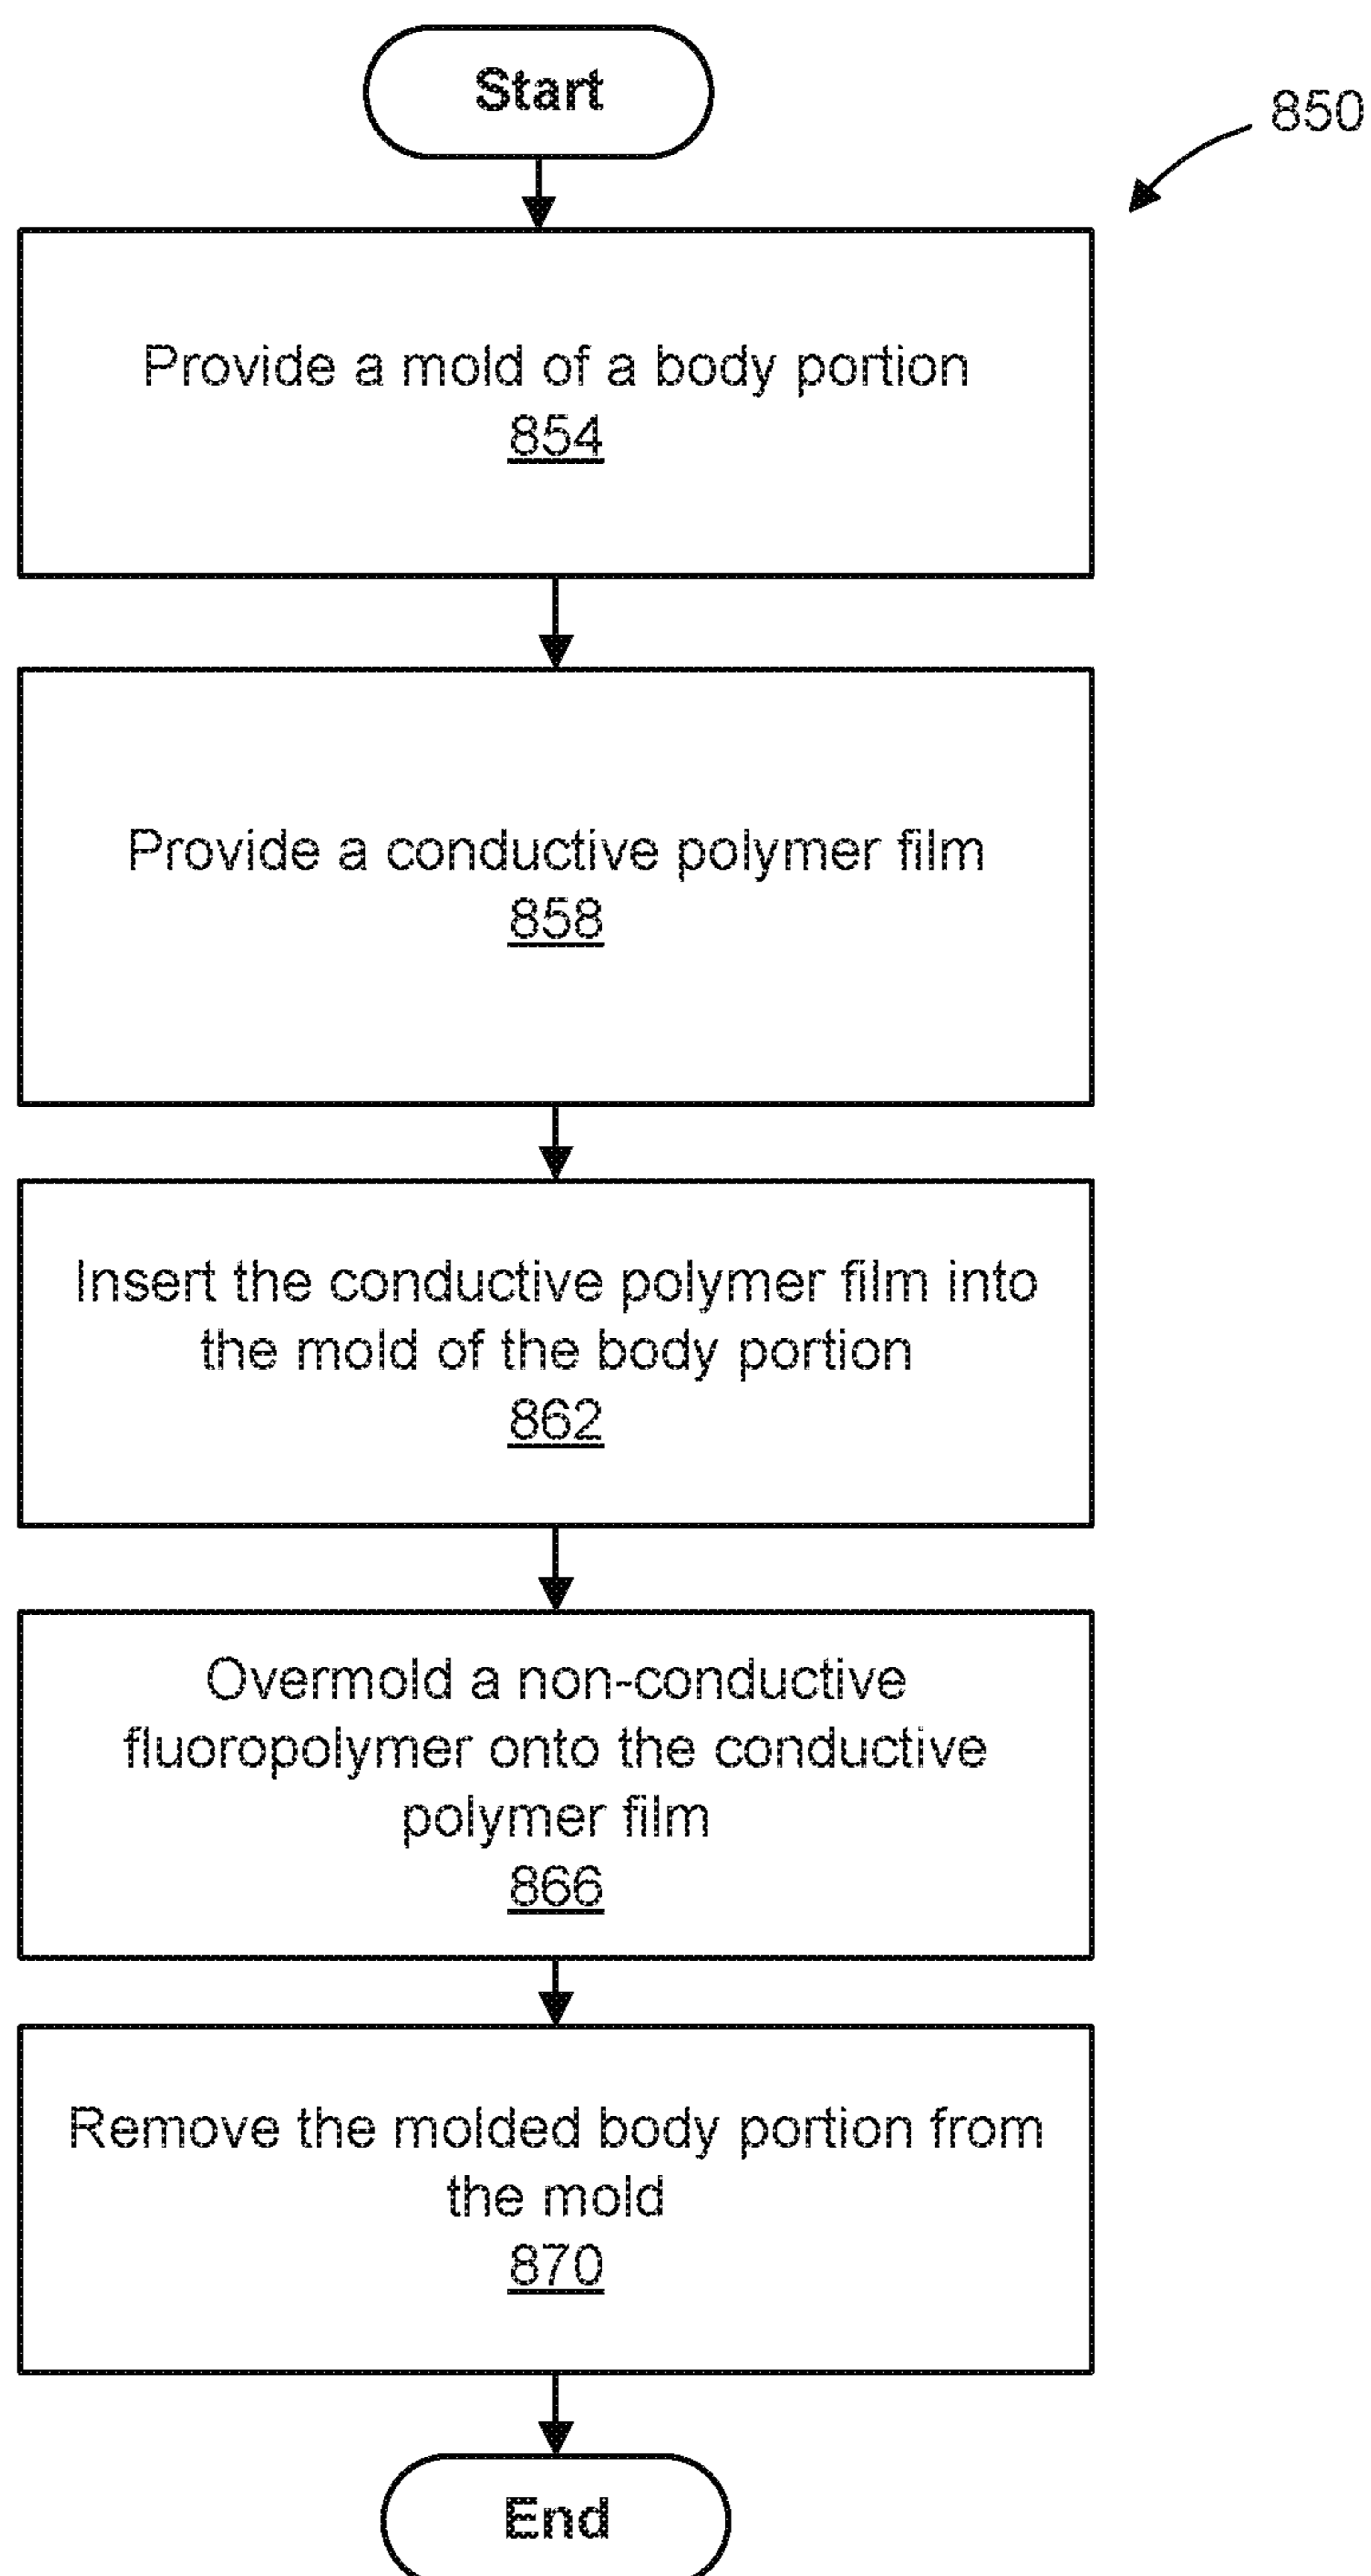 Start
850
Provide a mold of a body portion
854
Provide a conductive polymer film
858
Insert the conductive polymer film into
the mold of the body portion
862
Overmold a non-conductive
fluoropolymer onto the conductive
polymer film
866
Remove the molded body portion from
the mold
870
End